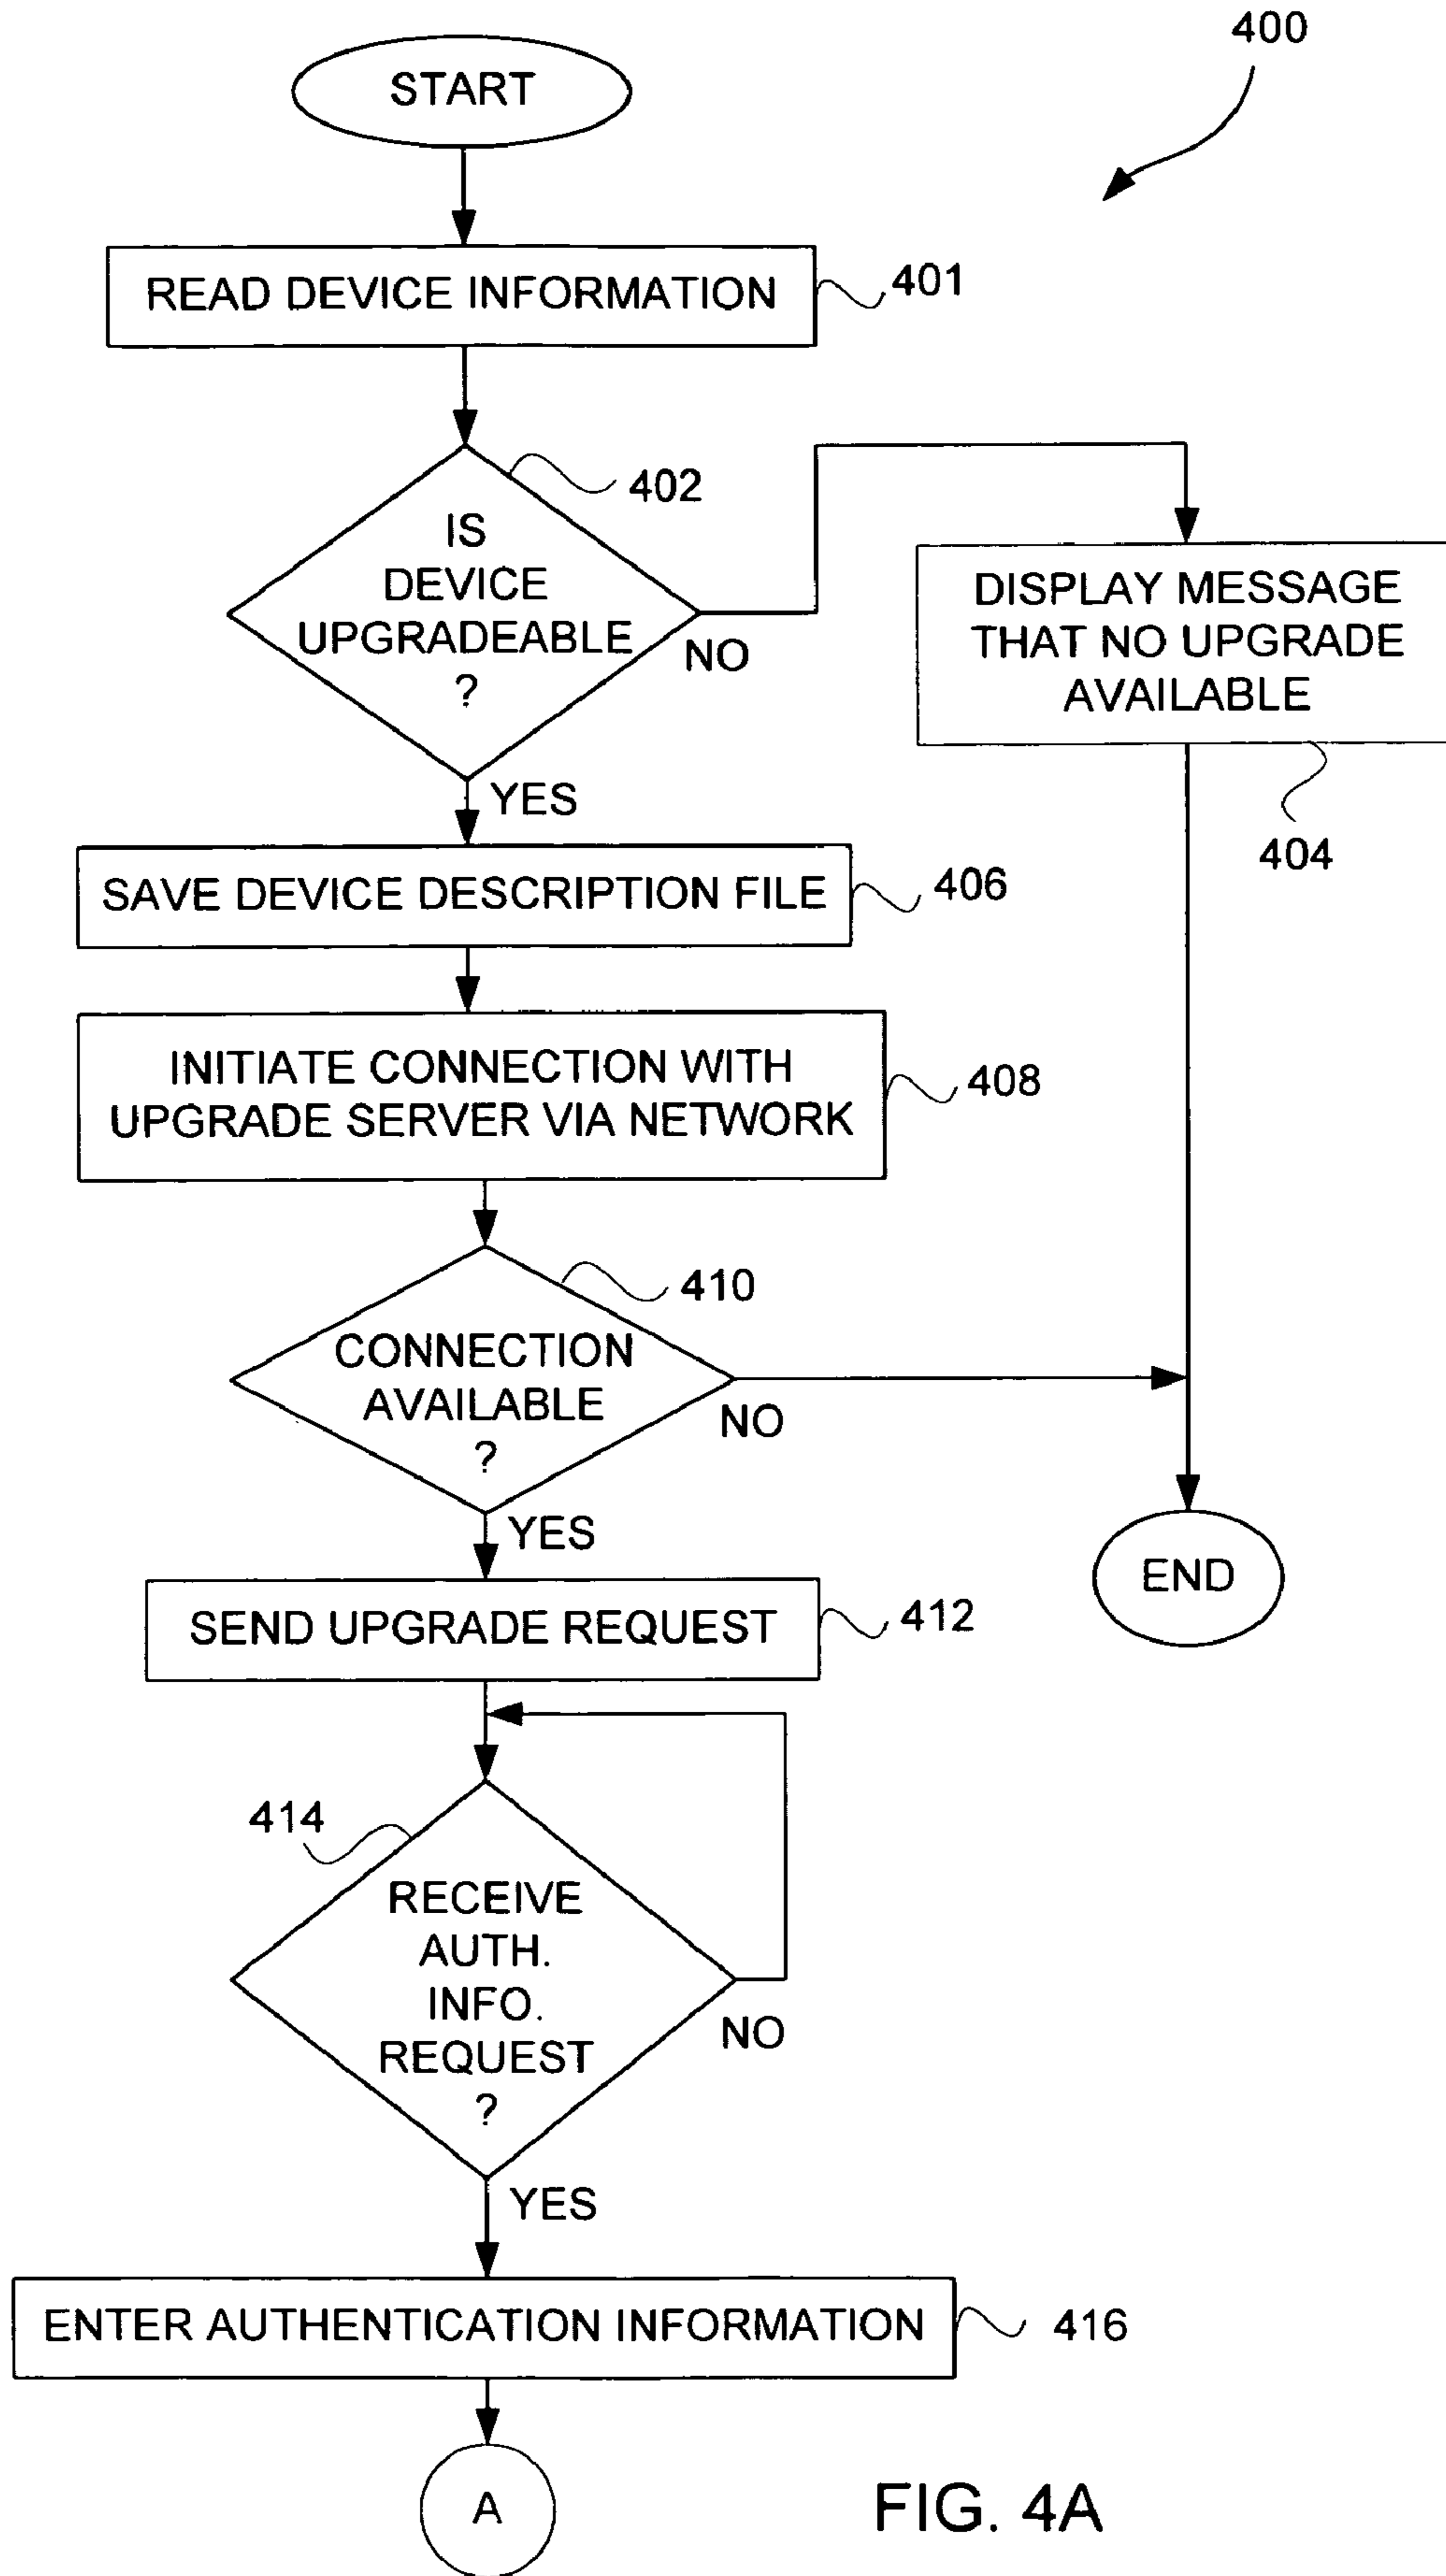 400
START
READ DEVICE INFORMATION
401
402
IS
DEVICE
UPGRADEABLE
?
NO
DISPLAY MESSAGE
THAT NO UPGRADE
AVAILABLE
404
YES
SAVE DEVICE DESCRIPTION FILE
406
INITIATE CONNECTION WITH
UPGRADE SERVER VIA NETWORK
408
410
CONNECTION
AVAILABLE
?
NO
YES
END
SEND UPGRADE REQUEST
412
414
RECEIVE
AUTH.
INFO.
REQUEST
?
NO
YES
ENTER AUTHENTICATION INFORMATION
416
A
FIG. 4A